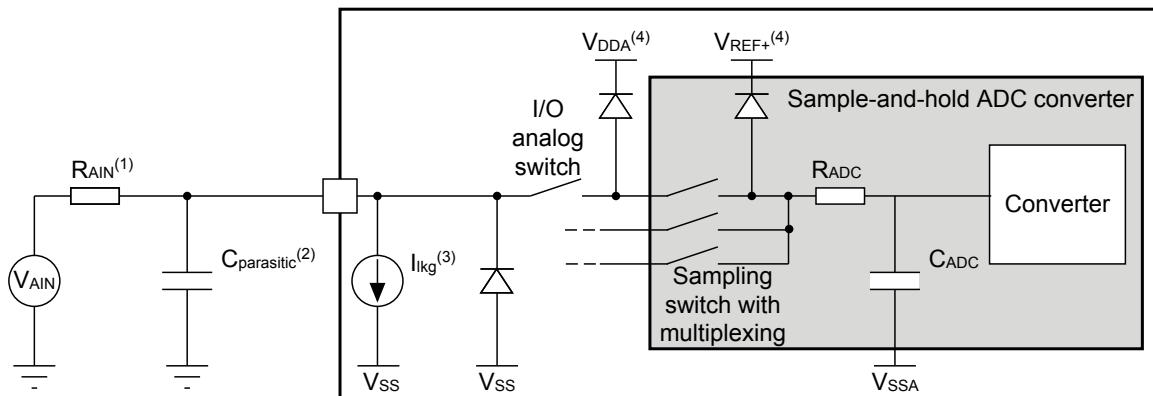 VDDA(4)
VREF+(4)
Sample-and-hold ADC converter
I/O
analog
switch
RAIN(1)
RADC
Converter
VAIN
Cparasitic(2)
Ilkg(3)
CADC
Sampling
switch with
multiplexing
VSS
VSS
VSSA